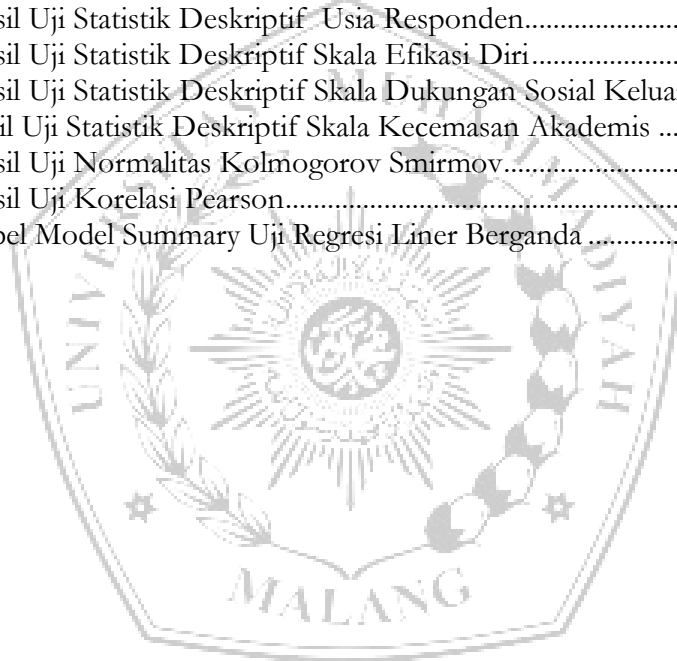 sil Uji Statistik Deskriptif Usia Responden......................
sil Uji Statistik Deskriptif Skala Efikasi Diri.....................
sil Uji Statistik Deskriptif Skala Dukungan Sosial Kelua
il Uji Statistik Deskriptif Skala Kecemasan Akademis ...
sil Uji Normalitas Kolmogorov Smirmov.........................
sil Uji Korelasi Pearson.......................................................
bel Model Summary Uji Regresi Liner Berganda .............
UNIVERSITAS MUHAMMADIYAH
MALANG